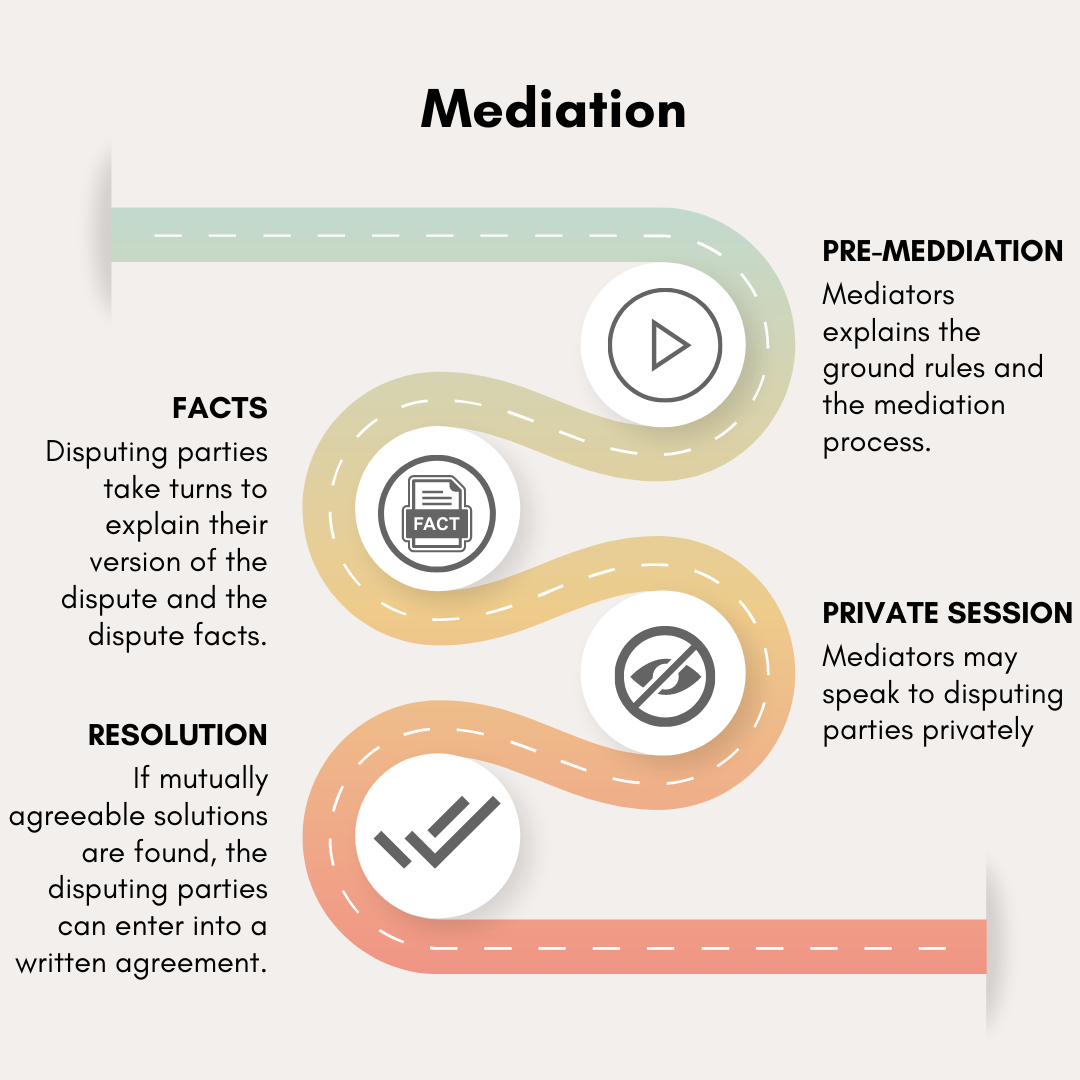 Mediation
PRE-MEDDIATION
Mediators
explains the
ground rules and
the mediation
process.
FACTS
Disputing parties
take turns to
explain their
version of the
dispute and the
dispute facts.
FACT
PRIVATE SESSION
Mediators may
speak to disputing
parties privately
RESOLUTION
If mutually
agreeable solutions
are found, the
disputing parties
can enter into a
written agreement.